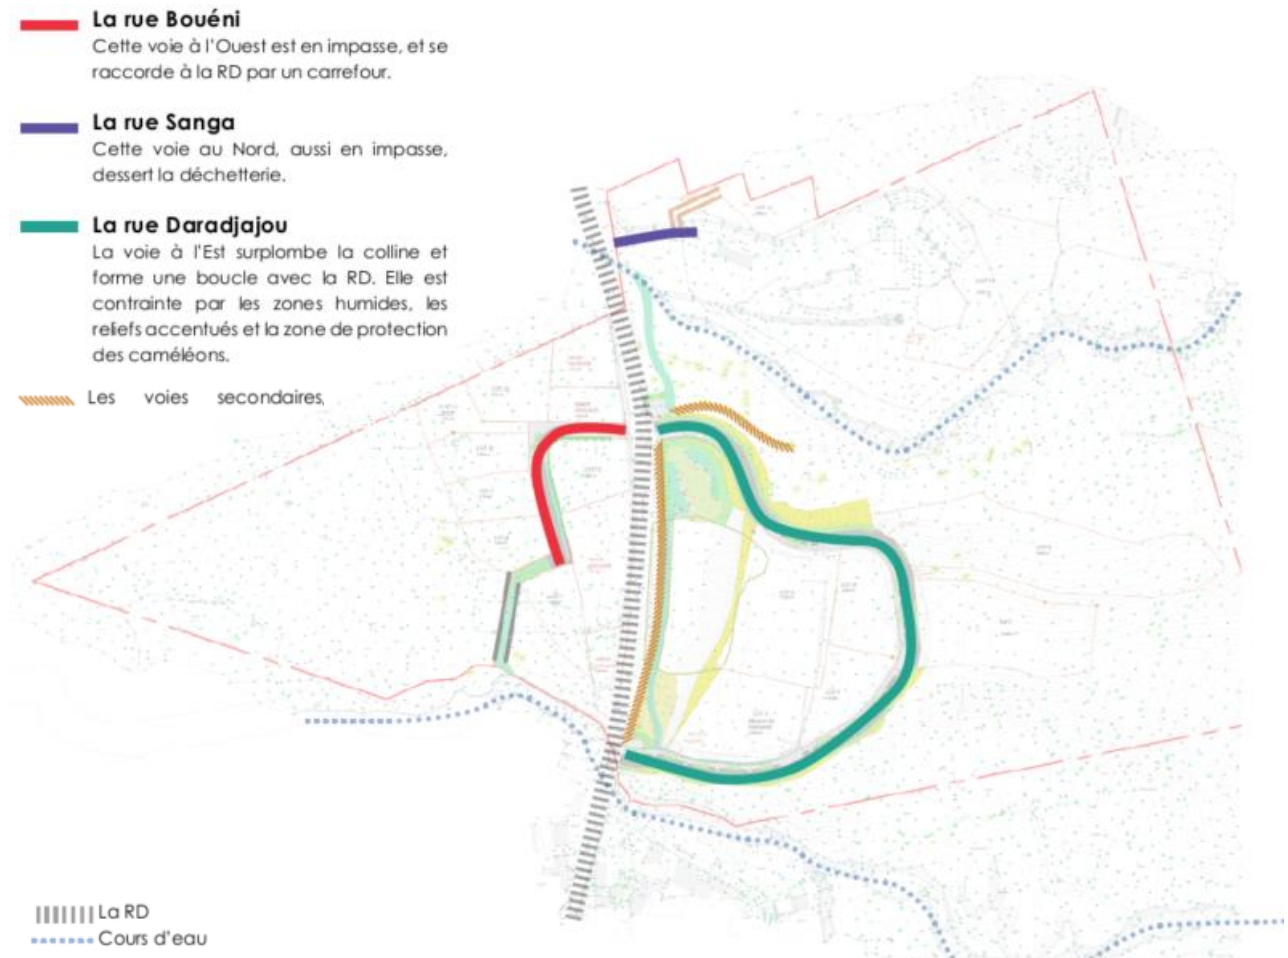 La rue Bouéni
Cette voie à l'Ouest est en impasse, et se
raccorde à la RD par un carrefour.
La rue Sanga
Cette voie au Nord, aussi en impasse,
dessert la déchetterie.
La rue Daradjajou
La voie à l'Est surplombe la colline et
forme une boucle avec la RD. Elle est
contrainte par les zones humides, les
reliefs accentués et la zone de protection
des caméléons.
Les voies secondaires,
La RD
Cours d'eau